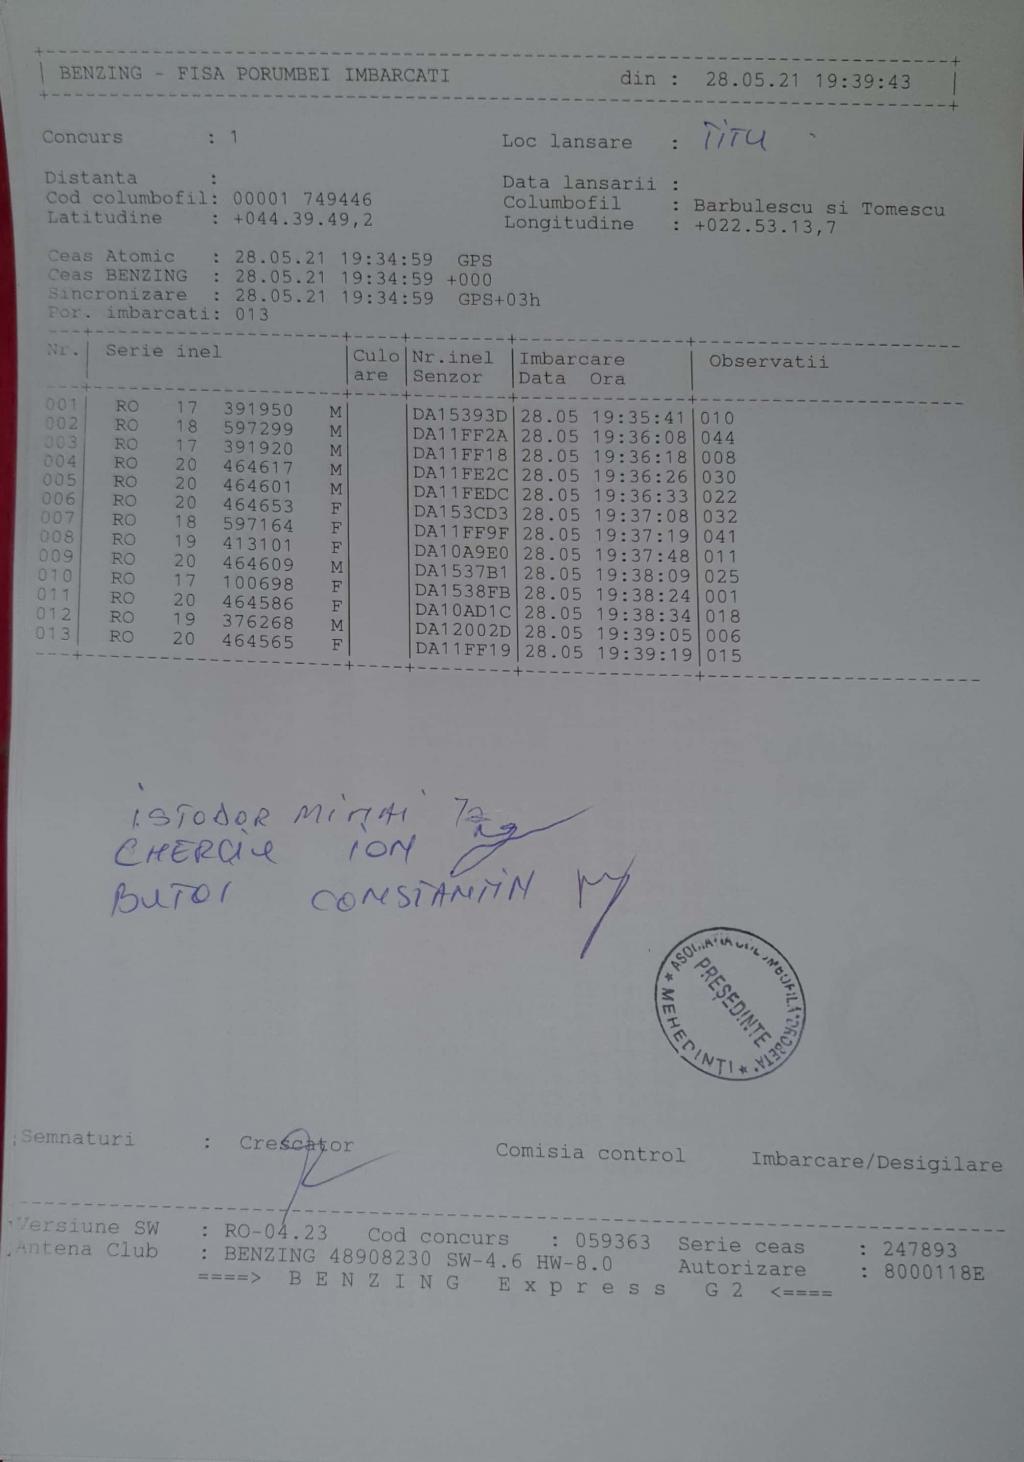 BENZING - FISA PORUMBEI IMBARCATI din : 28.05.21 19:39:43
Concurs : 1 Loc lansare : TITU
Distanta : Data lansarii :
Cod columbofil: 00001 749446 Columbofil : Barbulescu si Tomescu
Latitudine : +044.39.49,2 Longitudine : +022.53.13,7
Ceas Atomic : 28.05.21 19:34:59 GPS
Ceas BENZING : 28.05.21 19:34:59 +000
Sincronizare : 28.05.21 19:34:59 GPS+03h
Por. imbarcati: 013
Nr. Serie inel Culo Nr.inel Imbarcare Observatii
are Senzor Data Ora
001 RO 17 391950 M DA15393D 28.05 19:35:41 010
002 RO 18 597299 M DA11FF2A 28.05 19:36:08 044
003 RO 17 391920 M DA11FF18 28.05 19:36:18 008
004 RO 20 464617 M DA11FE2C 28.05 19:36:26 030
005 RO 20 464601 M DA11FEDC 28.05 19:36:33 022
006 RO 20 464653 F DA153CD3 28.05 19:37:08 032
007 RO 18 597164 F DA11FF9F 28.05 19:37:19 041
008 RO 19 413101 F DA10A9E0 28.05 19:37:48 011
009 RO 20 464609 M DA1537B1 28.05 19:38:09 025
010 RO 17 100698 F DA1538FB 28.05 19:38:24 001
011 RO 20 464586 F DA10AD1C 28.05 19:38:34 018
012 RO 19 376268 M DA12002D 28.05 19:39:05 006
013 RO 20 464565 F DA11FF19 28.05 19:39:19 015
ISTODOR MIHAI
ION
BUTOI CONSTANTIN
ASOCIATIA COLUMBOFILA DROBETA
PREȘEDINTE
* MEHEDINTI *
Semnaturi : Crescator Comisia control Imbarcare/Desigilare
Versiune SW : RO-04.23 Cod concurs : 059363 Serie ceas : 247893
Antena Club : BENZING 48908230 SW-4.6 HW-8.0 Autorizare : 8000118E
====> B E N Z I N G E x p r e s s G 2 <====